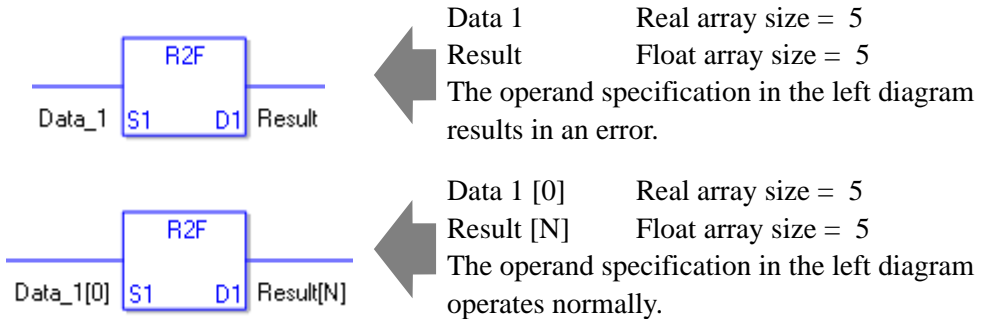 R2F
Data_1 S1 D1 Result
Data 1 Real array size = 5
Result Float array size = 5
The operand specification in the left diagram
results in an error.
R2F
Data_1[0] S1 D1 Result[N]
Data 1 [0] Real array size = 5
Result [N] Float array size = 5
The operand specification in the left diagram
operates normally.